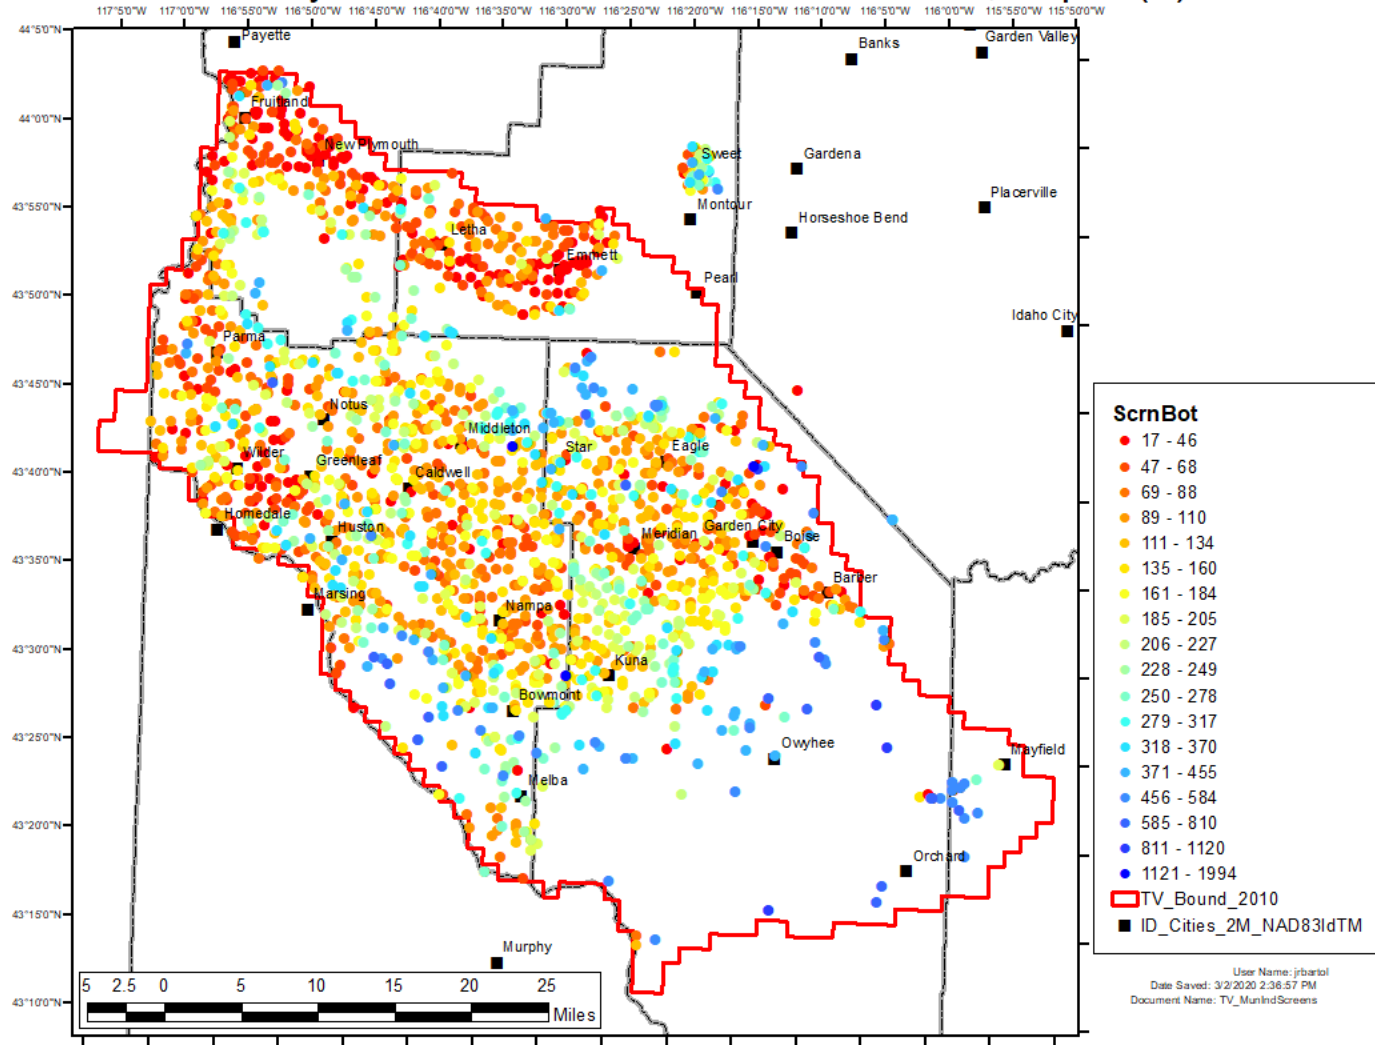 117°5'0"W 117°0'0"W 116°55'0"W 116°50'0"W 116°45'0"W 116°40'0"W 116°35'0"W 116°30'0"W 116°25'0"W 116°20'0"W 116°15'0"W 116°10'0"W 116°5'0"W 116°0'0"W 115°55'0"W 115°50'0"W
44°5'0"N
44°0'0"N
43°55'0"N
43°50'0"N
43°45'0"N
43°40'0"N
43°35'0"N
43°30'0"N
43°25'0"N
43°20'0"N
43°15'0"N
43°10'0"N
Payette
Banks
Garden Valley
Fruitland
New Plymouth
Sweet
Gardena
Placerville
Montour
Horseshoe Bend
Letha
Emmett
Pearl
Idaho City
Parma
Notus
Middleton
Star
Eagle
Wilder
Greenleaf
Caldwell
Homedale
Huston
Meridian
Garden City
Boise
Barber
Marsing
Nampa
Kuna
Bowmont
Owyhee
Mayfield
Melba
Orchard
Murphy
5 2.5 0 5 10 15 20 25
Miles
ScrnBot
17 - 46
47 - 68
69 - 88
89 - 110
111 - 134
135 - 160
161 - 184
185 - 205
206 - 227
228 - 249
250 - 278
279 - 317
318 - 370
371 - 455
456 - 584
585 - 810
811 - 1120
1121 - 1994
TV_Bound_2010
ID_Cities_2M_NAD83IdTM
User Name: jrbartol
Date Saved: 3/2/2020 2:36:57 PM
Document Name: TV_MunIndScreens